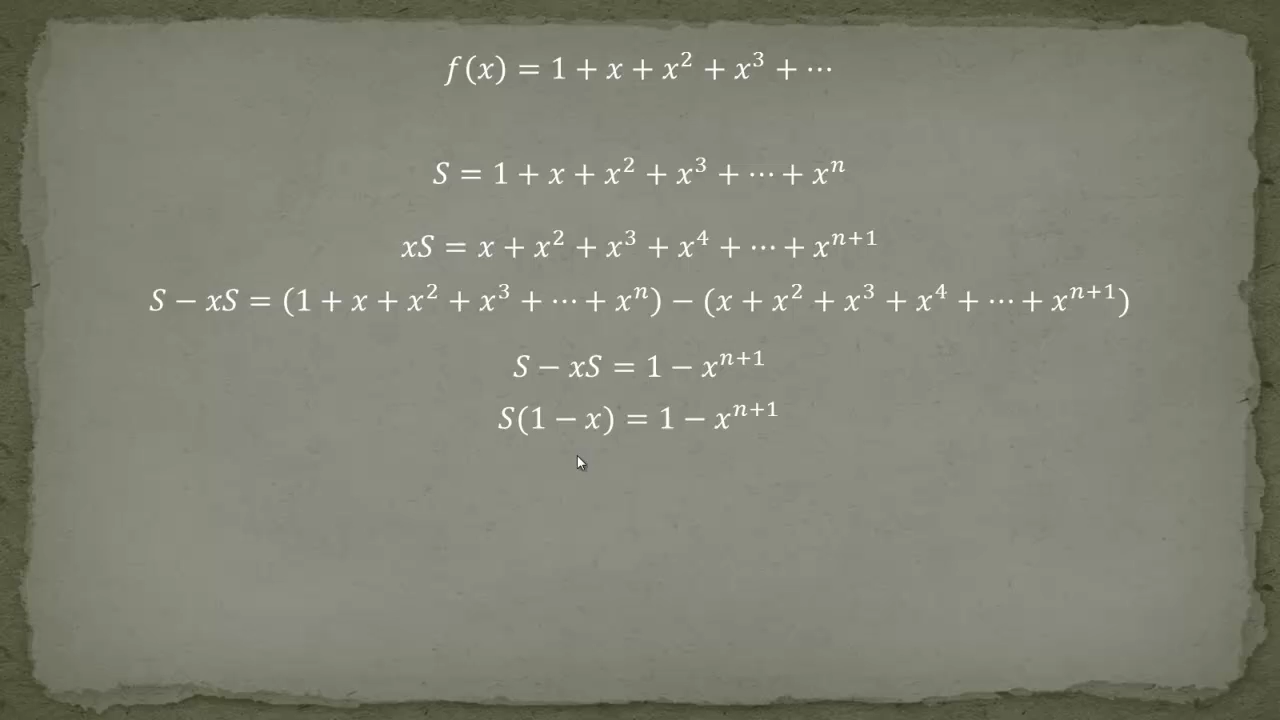 f(x) = 1 + x + x² + x³ + ⋯
S = 1 + x + x² + x³ + ⋯ + xⁿ
xS = x + x² + x³ + x⁴ + ⋯ + xⁿ⁺¹
S − xS = (1 + x + x² + x³ + ⋯ + xⁿ) − (x + x² + x³ + x⁴ + ⋯ + xⁿ⁺¹)
S − xS = 1 − xⁿ⁺¹
S(1 − x) = 1 − xⁿ⁺¹